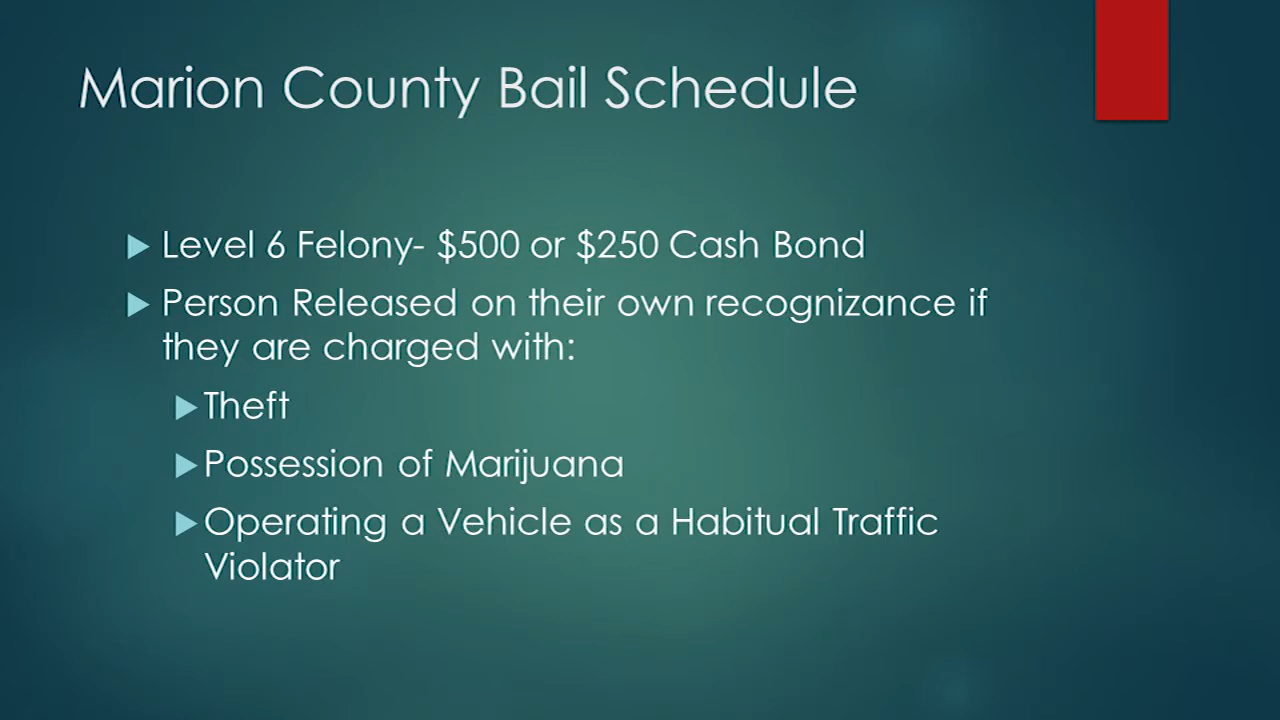 Marion County Bail Schedule
Level 6 Felony- $500 or $250 Cash Bond
Person Released on their own recognizance if
they are charged with:
Theft
Possession of Marijuana
Operating a Vehicle as a Habitual Traffic
Violator